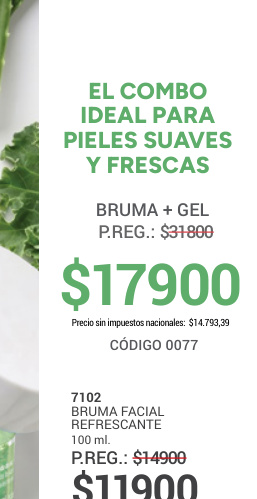 EL COMBO
IDEAL PARA
PIELES SUAVES
Y FRESCAS
BRUMA + GEL
P.REG.: $31800
$17900
Precio sin impuestos nacionales: $14.793,39
CÓDIGO 0077
7102
BRUMA FACIAL
REFRESCANTE
100 ml.
P.REG.: $14900
$11900